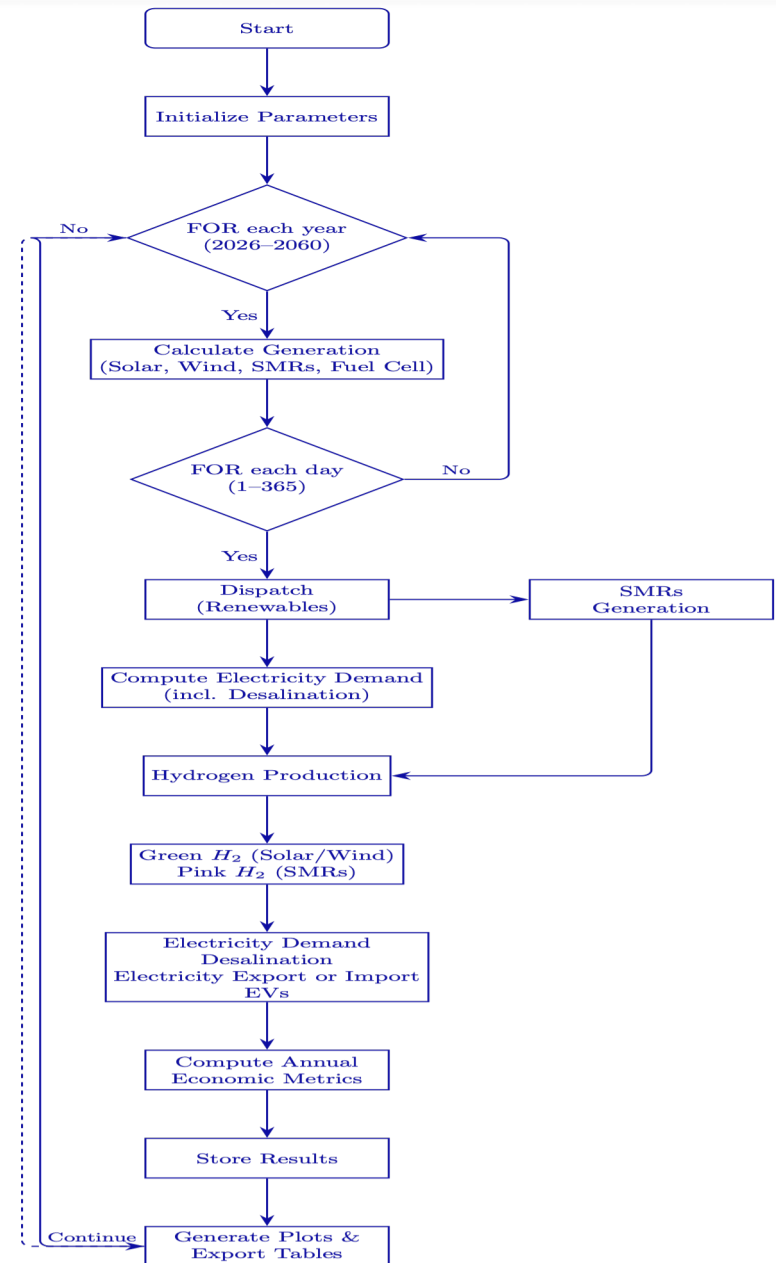 Start
Initialize Parameters
No
FOR each year
(2026–2060)
Yes
Calculate Generation
(Solar, Wind, SMRs, Fuel Cell)
FOR each day
(1–365)
No
Yes
Dispatch
(Renewables)
SMRs
Generation
Compute Electricity Demand
(incl. Desalination)
Hydrogen Production
Green H₂ (Solar/Wind)
Pink H₂ (SMRs)
Electricity Demand
Desalination
Electricity Export or Import
EVs
Compute Annual
Economic Metrics
Store Results
Continue
Generate Plots &
Export Tables